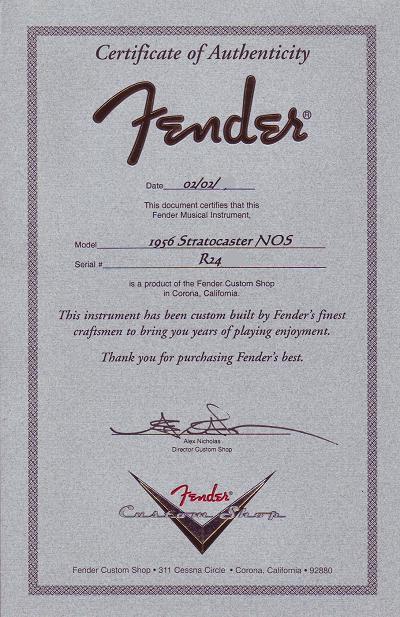 Certificate of Authenticity
Fender®
Date 02/02/
This document certifies that this
Fender Musical Instrument,
Model 1956 Stratocaster NOS
Serial # R24
is a product of the Fender Custom Shop
in Corona, California.
This instrument has been custom built by Fender's finest
craftsmen to bring you years of playing enjoyment.
Thank you for purchasing Fender's best.
Alex Nicholas
Director Custom Shop
Fender®
Custom Shop
Fender Custom Shop • 311 Cessna Circle • Corona, California • 92880